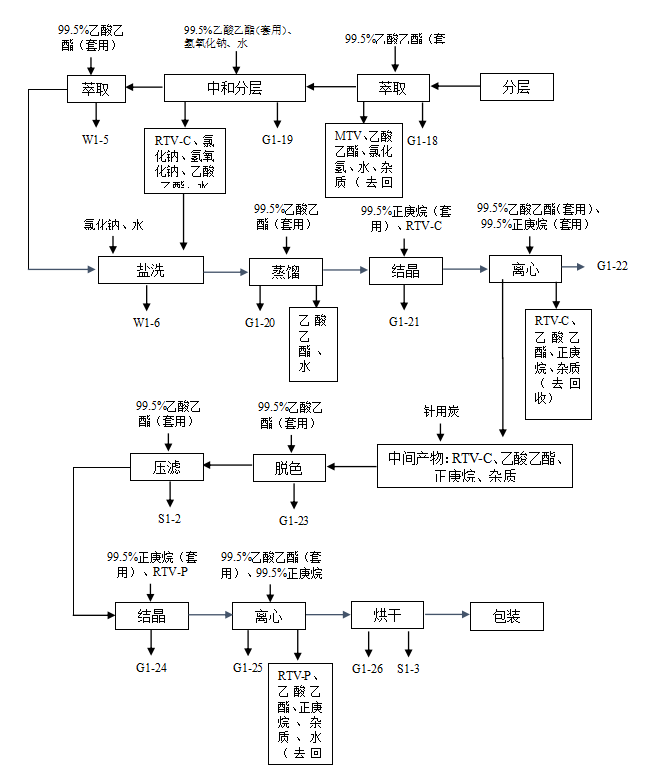 99.5%乙酸乙
酯（套用）
99.5%乙酸乙酯(套用)、
氢氧化钠、水
99.5%乙酸乙酯(套
萃取
中和分层
萃取
分层
W1-5
G1-19
G1-18
RTV-C、氯
化钠、氢氧
化钠、乙酸
乙酯、水
MTV、乙酸
乙酯、氯化
氢、水、杂
质（去回
氯化钠、水
99.5%乙酸乙
酯（套用）
99.5%正庚烷（套
用）、RTV-C
99.5%乙酸乙酯(套用)、
99.5%正庚烷（套用）
盐洗
蒸馏
结晶
离心
G1-22
W1-6
G1-20
乙酸
乙
酯、
水
G1-21
RTV-C、
乙酸乙
酯、正庚
烷、杂质
（去回
收）
99.5%乙酸乙
酯（套用）
99.5%乙酸乙
酯（套用）
针用炭
压滤
脱色
中间产物：RTV-C、乙酸乙酯、
正庚烷、杂质
S1-2
G1-23
99.5%正庚烷（套
用）、RTV-P
99.5%乙酸乙酯（套
用）、99.5%正庚烷
结晶
离心
烘干
包装
G1-24
G1-25
G1-26
S1-3
RTV-P、
乙酸乙
酯、正庚
烷、杂
质、水
（去回